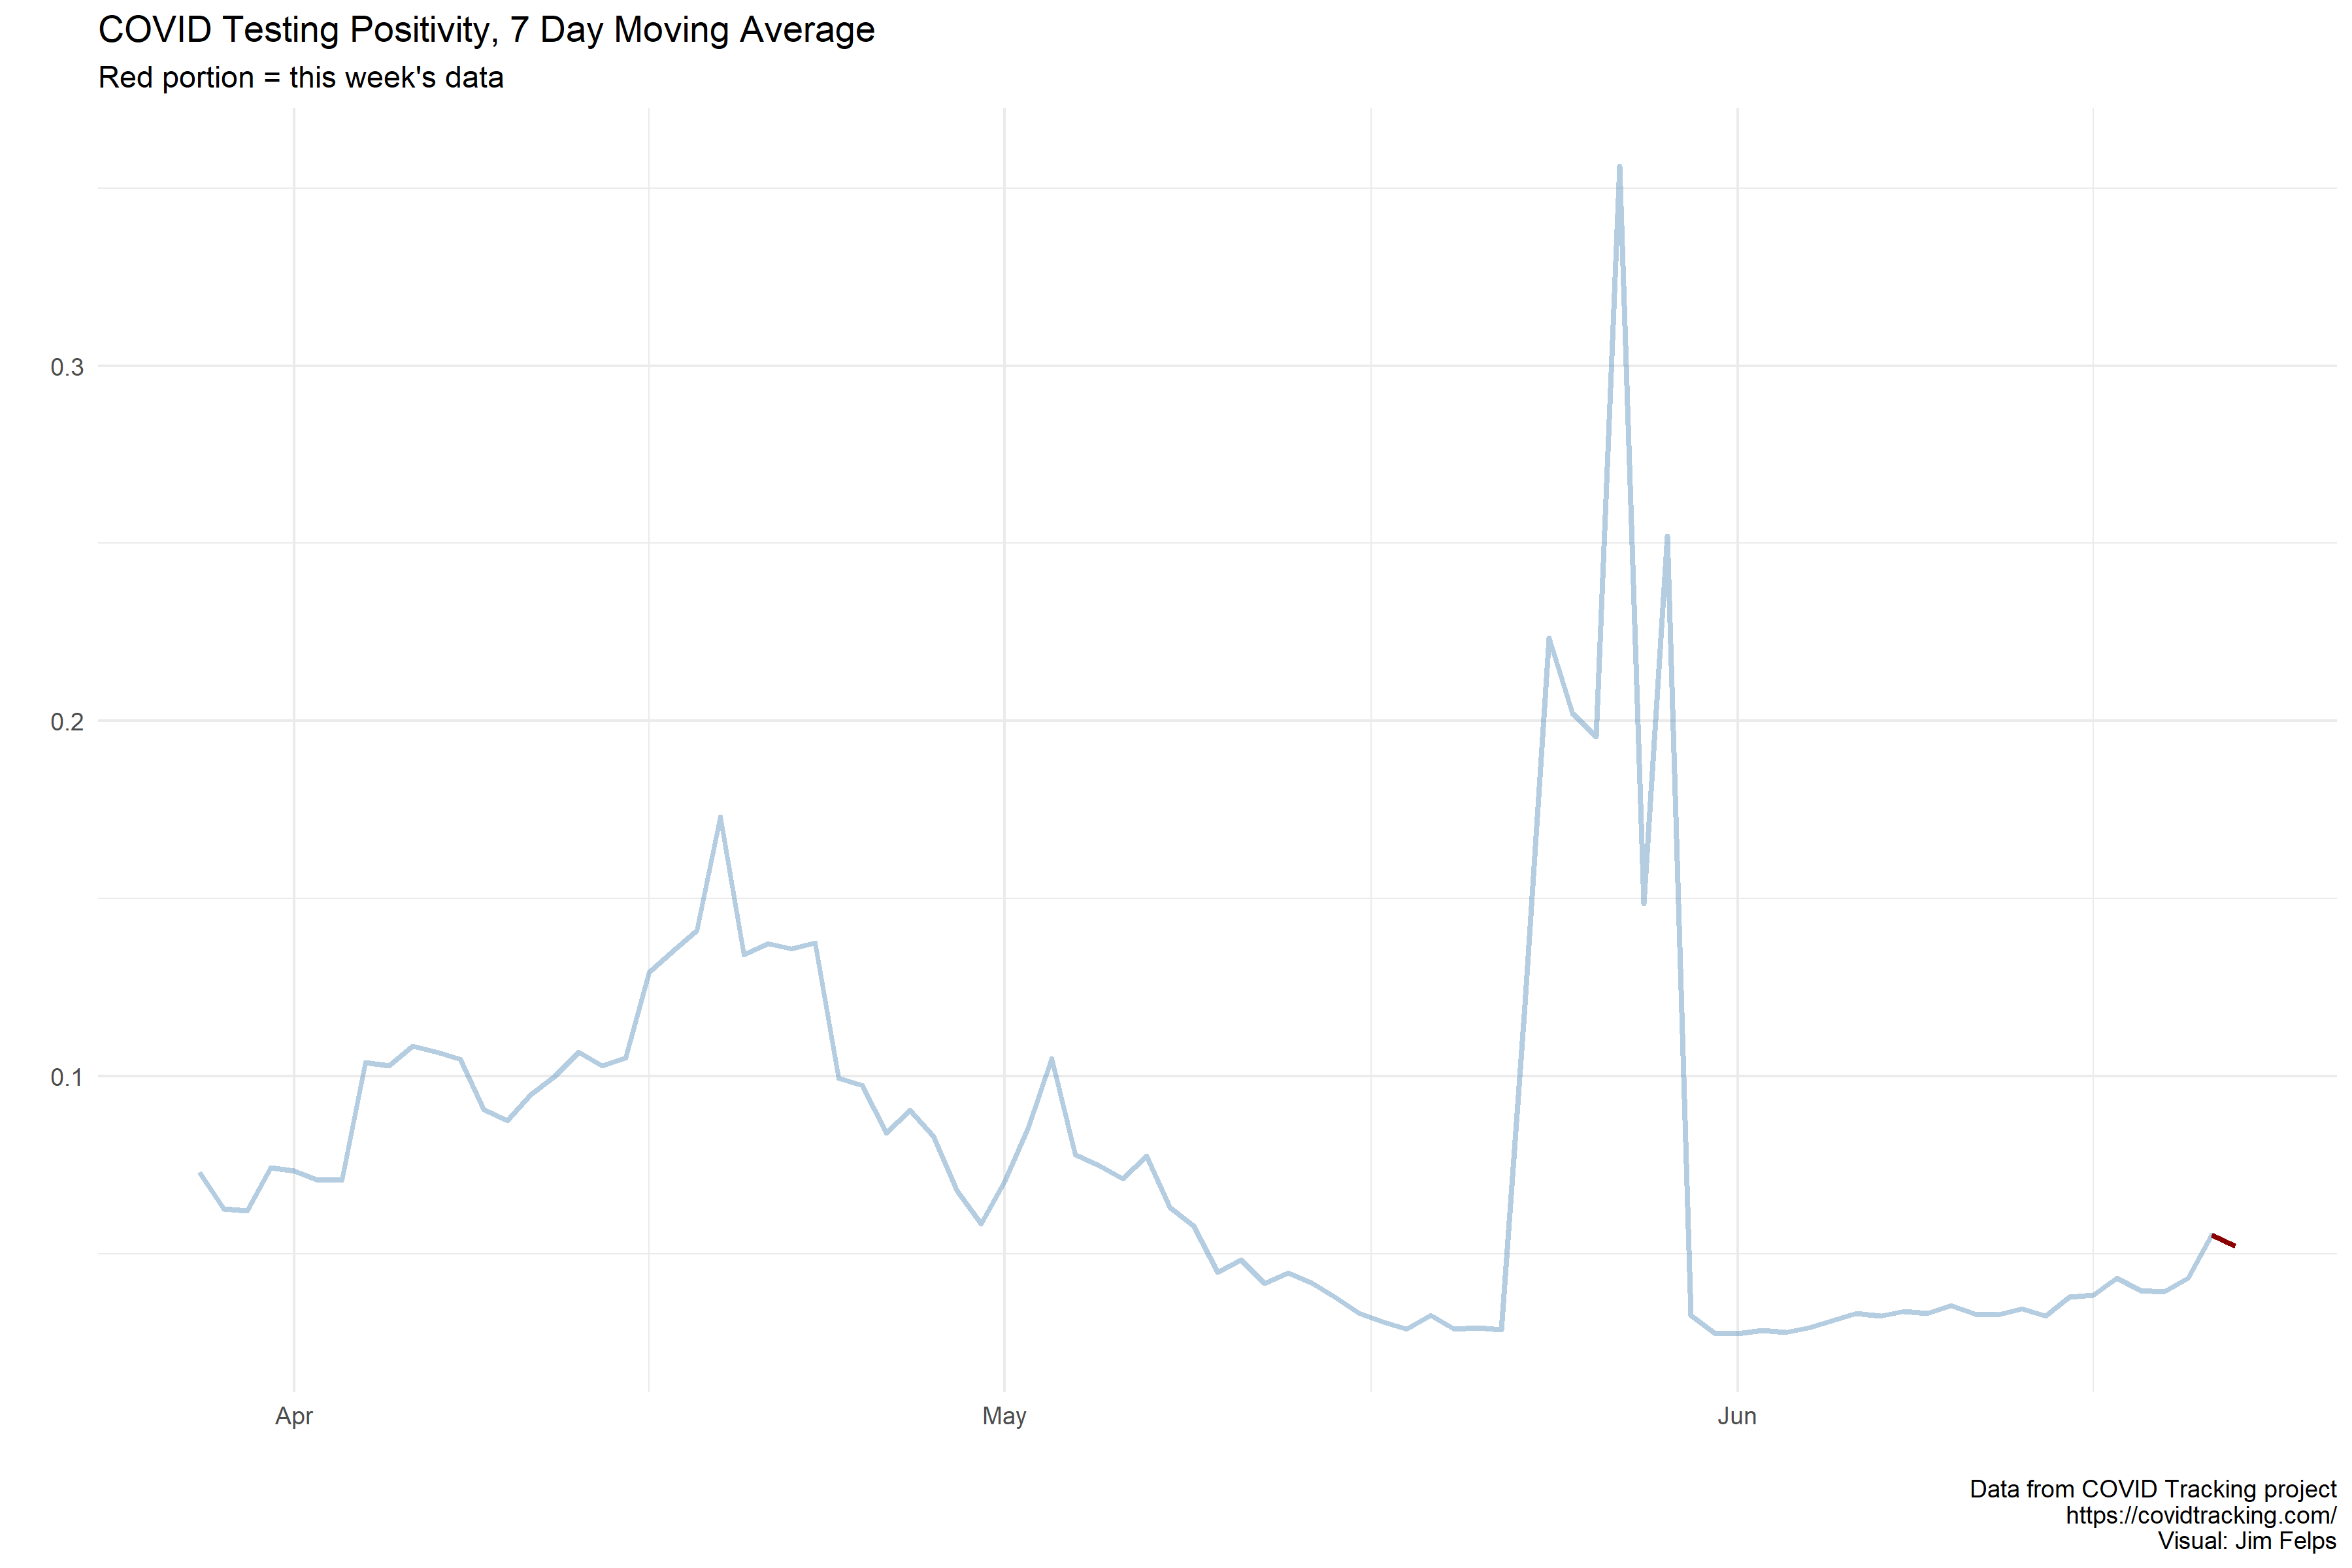 COVID Testing Positivity, 7 Day Moving Average
Red portion = this week's data
0.3
0.2
0.1
Apr
May
Jun
Data from COVID Tracking project
https://covidtracking.com/
Visual: Jim Felps